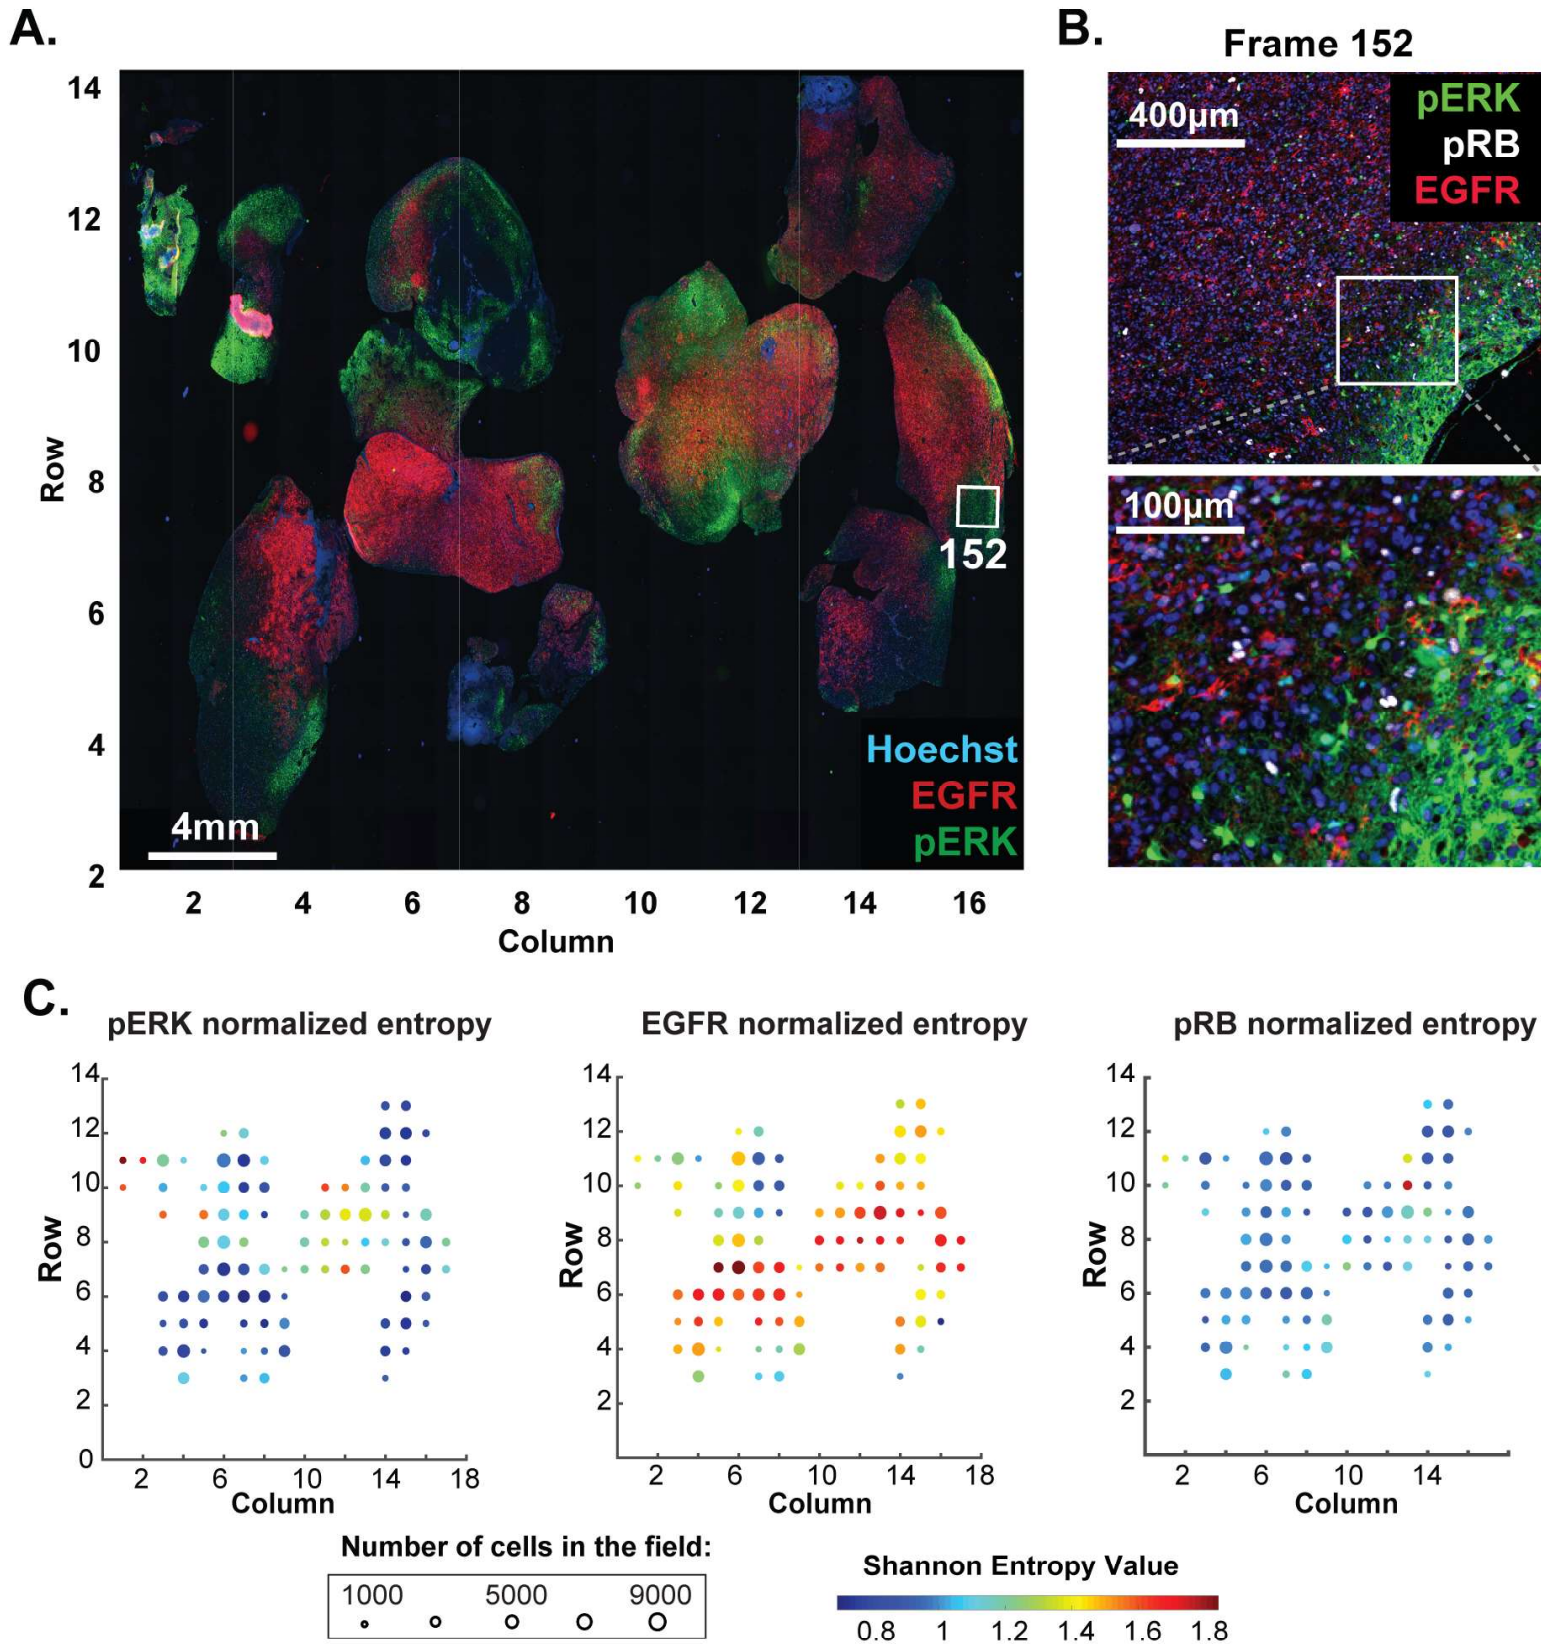 A.
14
12
10
8
6
4
2
Row
152
Hoechst
EGFR
pERK
4mm
2 4 6 8 10 12 14 16
Column
B.
Frame 152
400µm
pERK
pRB
EGFR
100µm
C.
pERK normalized entropy
14
12
10
8
6
4
2
0
Row
2 6 10 14 18
Column
EGFR normalized entropy
14
12
10
8
6
4
2
Row
2 6 10 14 18
Column
pRB normalized entropy
14
12
10
8
6
4
2
Row
2 6 10 14
Column
Number of cells in the field:
1000 5000 9000
Shannon Entropy Value
0.8 1 1.2 1.4 1.6 1.8